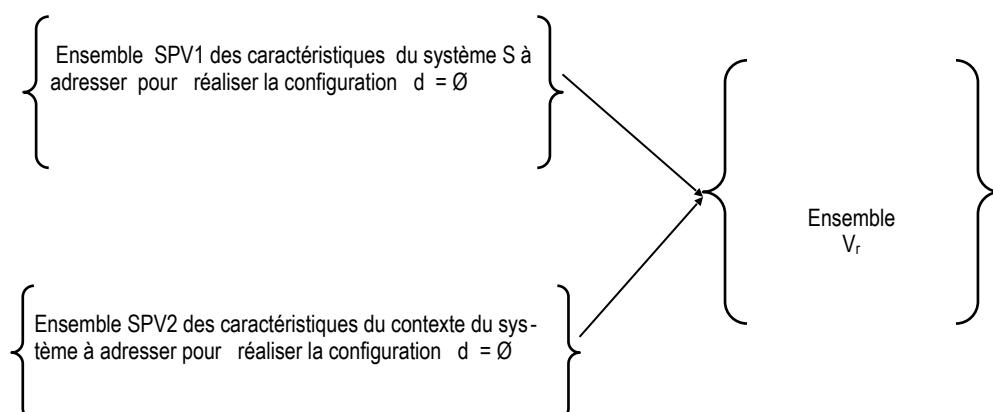 Ensemble SPV1 des caractéristiques du système S à
adresser pour réaliser la configuration d = Ø
Ensemble
Vr
Ensemble SPV2 des caractéristiques du contexte du sys-
tème à adresser pour réaliser la configuration d = Ø